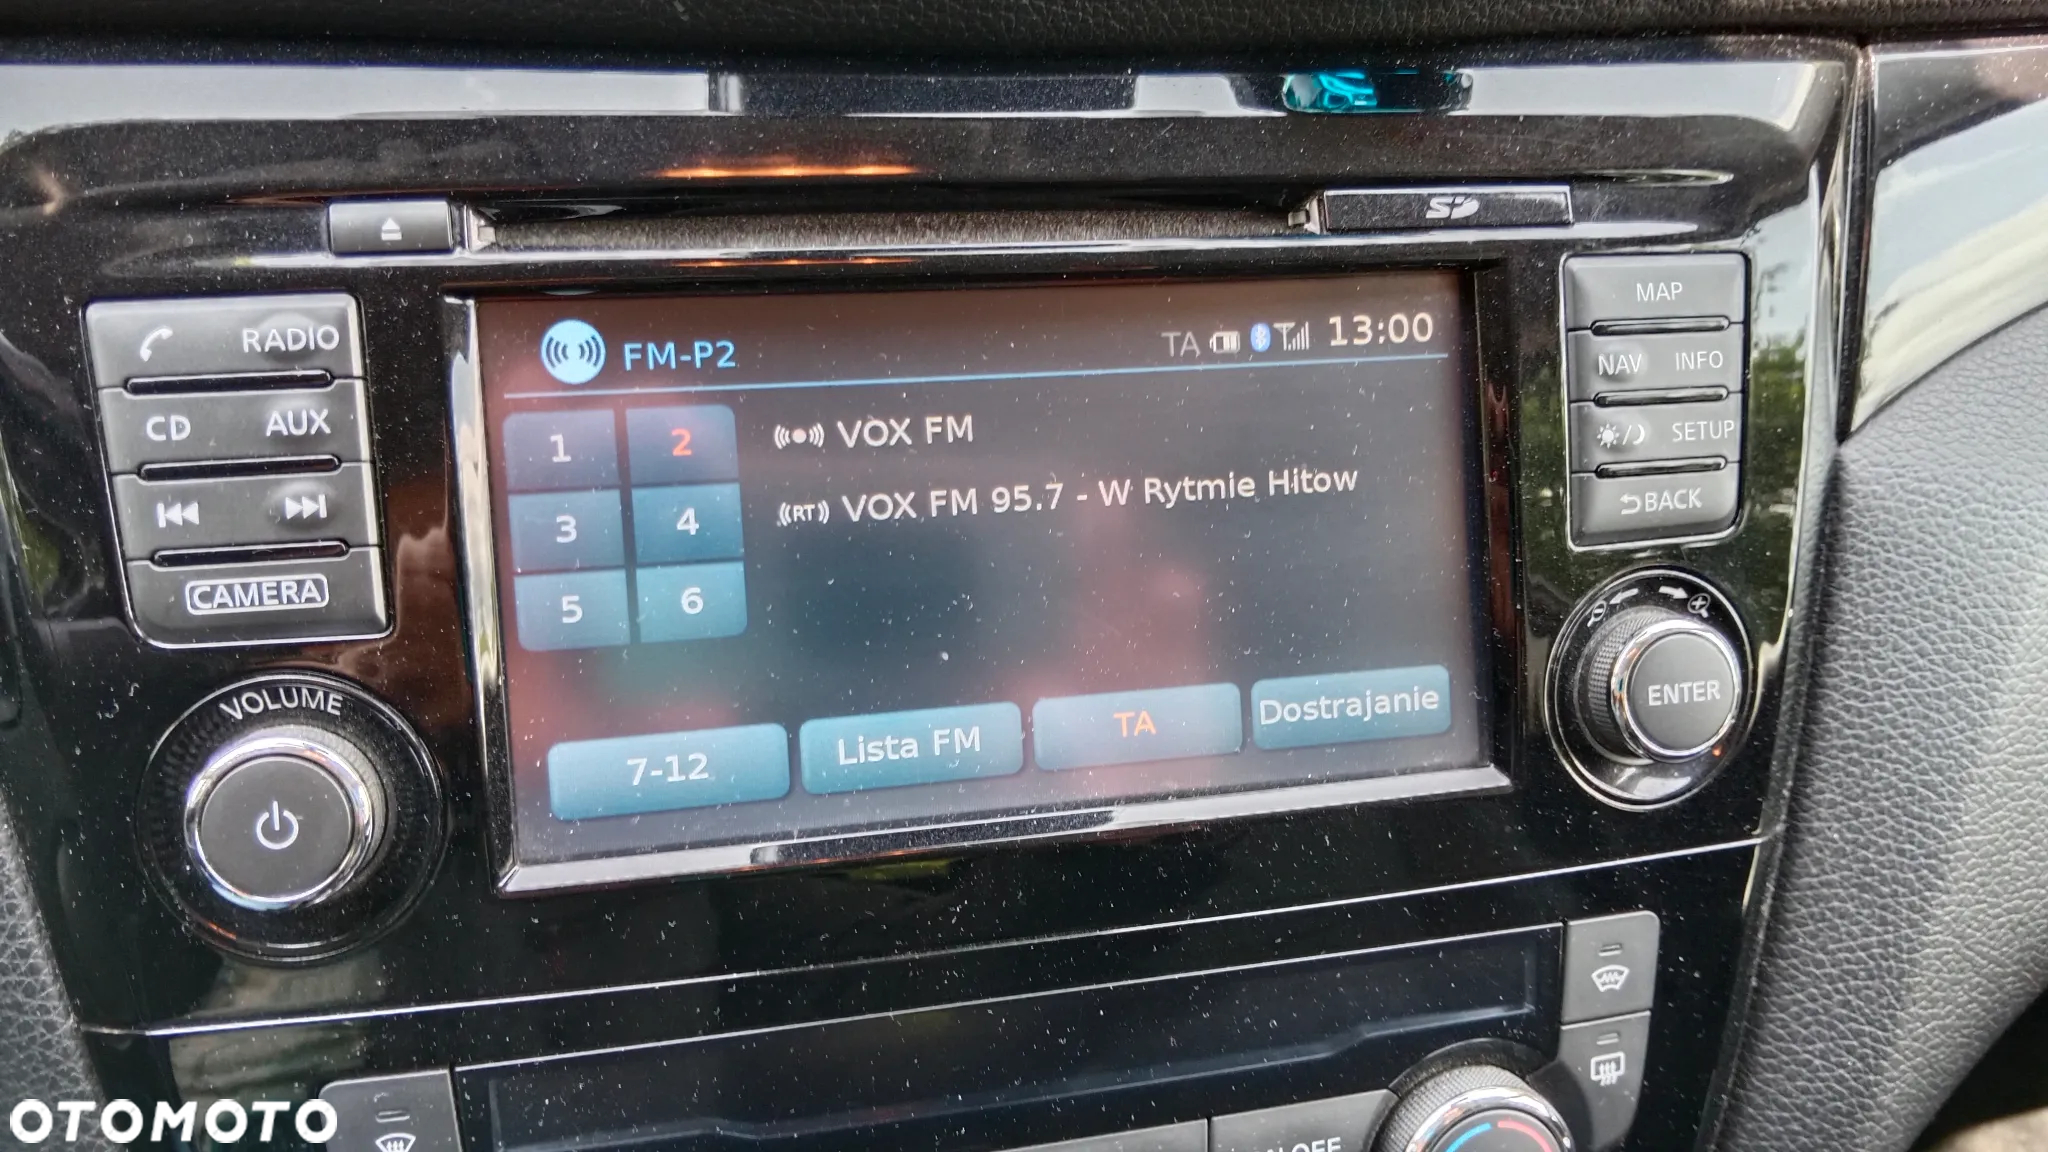 SD
RADIO
CD AUX
CAMERA
VOLUME
FM-P2
TA 13:00
1 2
3 4
5 6
VOX FM
RT VOX FM 95.7 - W Rytmie Hitow
7-12
Lista FM
TA
Dostrajanie
MAP
NAV INFO
SETUP
BACK
ENTER
OFF
OTOMOTO